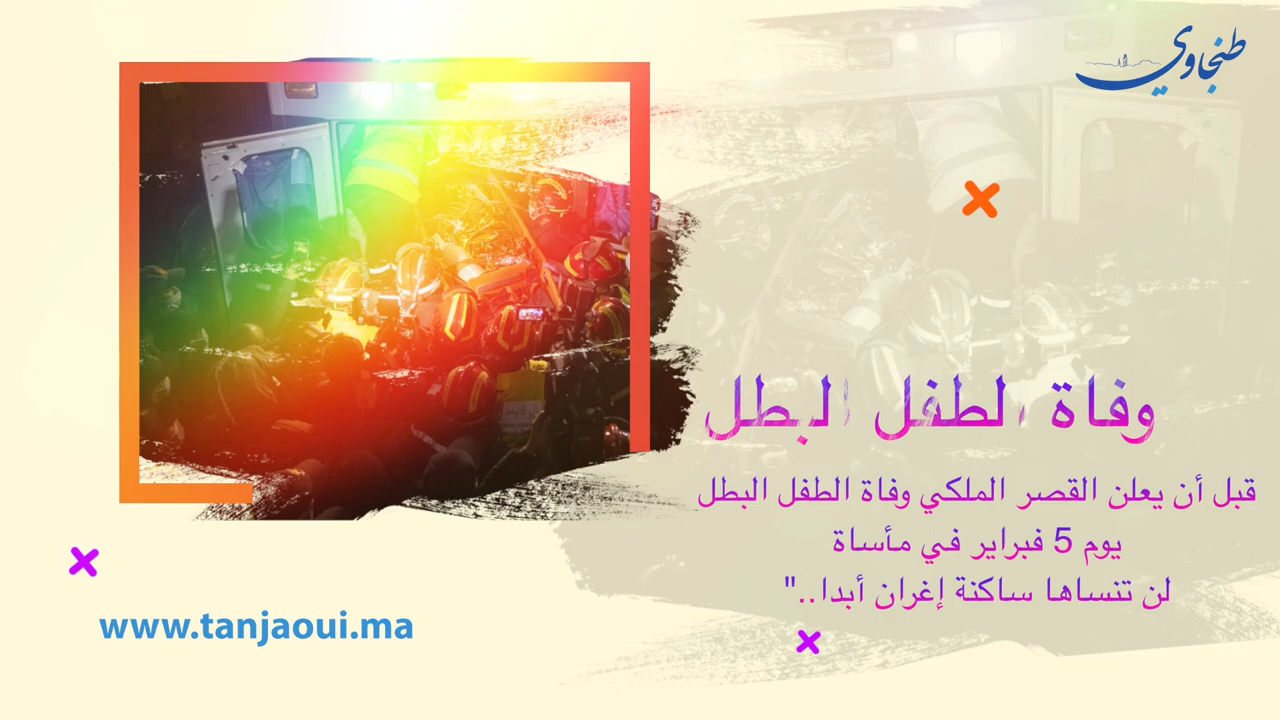 طنجاوي
وفاة الطفل البطل
قبل أن يعلن القصر الملكي وفاة الطفل البطل
يوم 5 فبراير في مأساة
لن تنساها ساكنة إغران أبدا.."
www.tanjaoui.ma